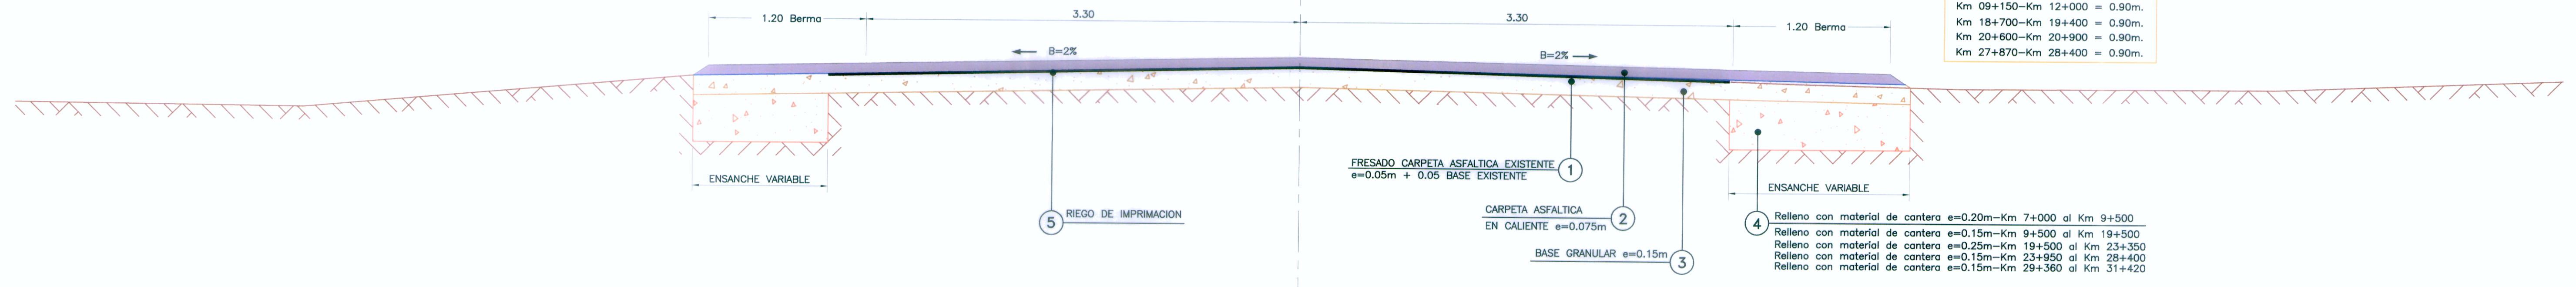 1.20 Berma
3.30
3.30
1.20 Berma
Km 09+150-Km 12+000 = 0.90m.
Km 18+700-Km 19+400 = 0.90m.
Km 20+600-Km 20+900 = 0.90m.
Km 27+870-Km 28+400 = 0.90m.
B=2%
B=2%
ENSANCHE VARIABLE
5 RIEGO DE IMPRIMACION
FRESADO CARPETA ASFALTICA EXISTENTE
e=0.05m + 0.05 BASE EXISTENTE
1
CARPETA ASFALTICA
EN CALIENTE e=0.075m
2
BASE GRANULAR e=0.15m
3
ENSANCHE VARIABLE
4
Relleno con material de cantera e=0.20m-Km 7+000 al Km 9+500
Relleno con material de cantera e=0.15m-Km 9+500 al Km 19+500
Relleno con material de cantera e=0.25m-Km 19+500 al Km 23+350
Relleno con material de cantera e=0.15m-Km 23+950 al Km 28+400
Relleno con material de cantera e=0.15m-Km 29+360 al Km 31+420